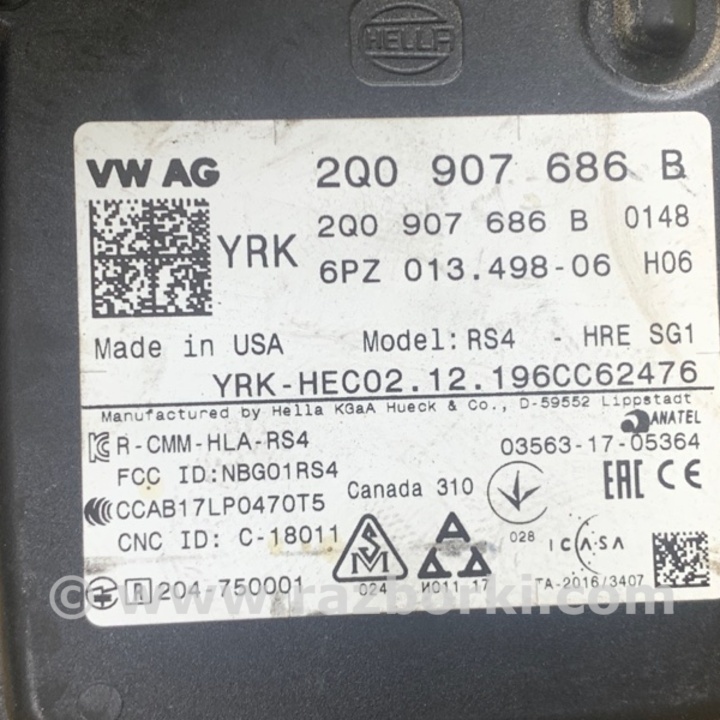 HELLA
VW AG 2Q0 907 686 B
YRK 2Q0 907 686 B 0148
6PZ 013.498-06 H06
Made in USA Model: RS4 - HRE SG1
YRK-HEC02.12.196CC62476
Manufactured by Hella KGaA Hueck & Co., D-59552 Lippstadt
ANATEL
R-CMM-HLA-RS4 03563-17-05364
FCC ID:NBG01RS4 EAC CE
CCAB17LP0470T5 Canada 310
CNC ID: C-18011 028 ICASA
R 204-750001 SM 024 И011 17 TA-2016/3407
© www.razborki.com